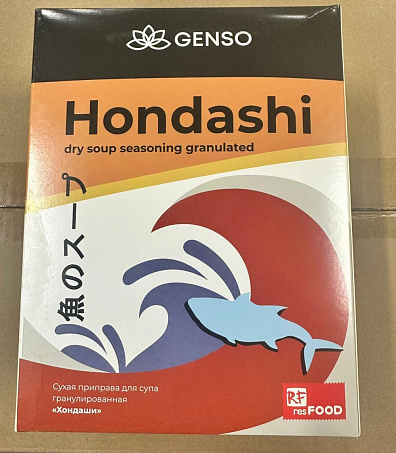 GENSO
Hondashi
dry soup seasoning granulated
魚のスープ
Сухая приправа для супа
гранулированная
«Хондаши»
RF
resFOOD